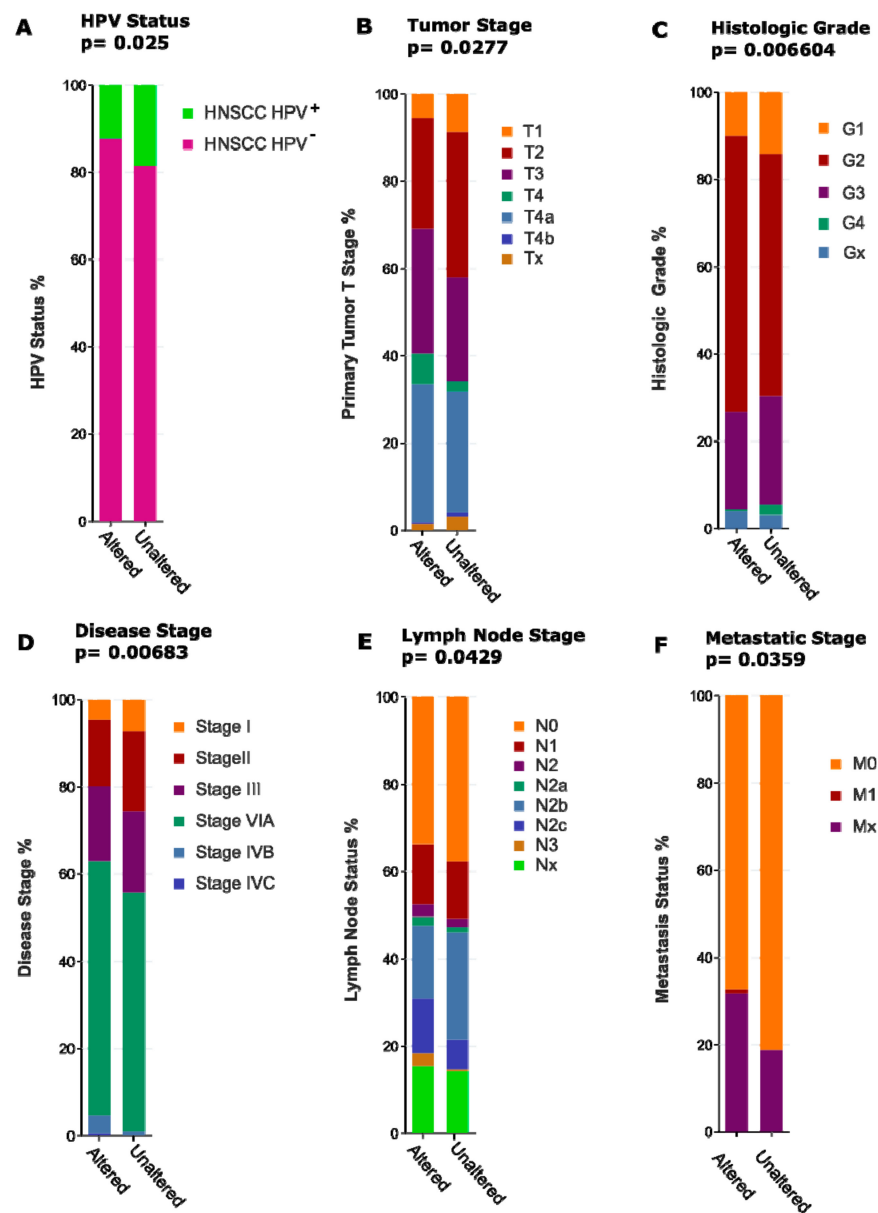 A
HPV Status
p= 0.025
HPV Status %
100
80
60
40
20
0
Altered
Unaltered
HNSCC HPV+
HNSCC HPV-
B
Tumor Stage
p= 0.0277
Primary Tumor T Stage %
100
80
60
40
20
0
Altered
Unaltered
T1
T2
T3
T4
T4a
T4b
Tx
C
Histologic Grade
p= 0.006604
Histologic Grade %
100
80
60
40
20
0
Altered
Unaltered
G1
G2
G3
G4
Gx
D
Disease Stage
p= 0.00683
Disease Stage %
100
80
60
40
20
0
Altered
Unaltered
Stage I
StageII
Stage III
Stage VIA
Stage IVB
Stage IVC
E
Lymph Node Stage
p= 0.0429
Lymph Node Status %
100
80
60
40
20
0
Altered
Unaltered
N0
N1
N2
N2a
N2b
N2c
N3
Nx
F
Metastatic Stage
p= 0.0359
Metastasis Status %
100
80
60
40
20
0
Altered
Unaltered
M0
M1
Mx